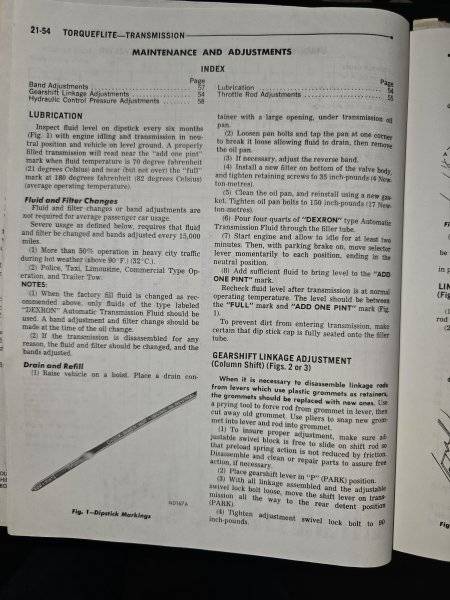 21-54 TORQUEFLITE—TRANSMISSION
MAINTENANCE AND ADJUSTMENTS
INDEX
Page
Band Adjustments 57
Gearshift Linkage Adjustments 54
Hydraulic Control Pressure Adjustments 58
Page
Lubrication 54
Throttle Rod Adjustments 55
LUBRICATION
Inspect fluid level on dipstick every six months
(Fig. 1) with engine idling and transmission in neu-
tral position and vehicle on level ground. A properly
filled transmission will read near the "add one pint"
mark when fluid temperature is 70 degree fahrenheit
(21 degrees Celsius) and near (but not over) the "full"
mark at 180 degrees fahrenheit (82 degrees Celsius)
(average operating temperature).
Fluid and Filter Changes
Fluid and filter changes or band adjustments are
not required for average passenger car usage.
Severe usage as defined below, requires that fluid
and filter be changed and bands adjusted every 15,000
miles.
(1) More than 50% operation in heavy city traffic
during hot weather (above 90°F.) (32°C.).
(2) Police, Taxi, Limousine, Commercial Type Op-
eration, and Trailer Tow.
NOTES:
(1) When the factory fill fluid is changed as rec-
ommended above, only fluids of the type labeled
"DEXRON" Automatic Transmission Fluid should be
used. A band adjustment and filter change should be
made at the time of the oil change.
(2) If the transmission is disassembled for any
reason, the fluid and filter should be changed, and the
bands adjusted.
Drain and Refill
(1) Raise vehicle on a hoist. Place a drain con-
NO167A
Fig. 1—Dipstick Markings
tainer with a large opening, under transmission oil
pan.
(2) Loosen pan bolts and tap the pan at one corner
to break it loose allowing fluid to drain, then remove
the oil pan.
(3) If necessary, adjust the reverse band.
(4) Install a new filter on bottom of the valve body,
and tighten retaining screws to 35 inch-pounds (4 New-
ton-metres).
(5) Clean the oil pan, and reinstall using a new gas-
ket. Tighten oil pan bolts to 150 inch-pounds (17 New-
ton-metres).
(6) Pour four quarts of "DEXRON" type Automatic
Transmission Fluid through the filler tube.
(7) Start engine and allow to idle for at least two
minutes. Then, with parking brake on, move selector
lever momentarily to each position, ending in the
neutral position.
(8) Add sufficient fluid to bring level to the "ADD
ONE PINT" mark.
Recheck fluid level after transmission is at normal
operating temperature. The level should be between
the "FULL" mark and "ADD ONE PINT" mark (Fig.
1).
To prevent dirt from entering transmission, make
certain that dip stick cap is fully seated onto the filler
tube.
GEARSHIFT LINKAGE ADJUSTMENT
(Column Shift) (Figs. 2 or 3)
When it is necessary to disassemble linkage rods
from levers which use plastic grommets as retainers,
the grommets should be replaced with new ones. Use
a prying tool to force rod from grommet in lever, then
cut away old grommet. Use pliers to snap new grom-
met into lever and rod into grommet.
(1) To insure proper adjustment, make sure ad-
justable swivel block is free to slide on shift rod so
that preload spring action is not reduced by friction.
Disassemble and clean or repair parts to assure free
action, if necessary.
(2) Place gearshift lever in "P" (PARK) position.
(3) With all linkage assembled and the adjustable
swivel lock bolt loose, move the shift lever on trans-
mission all the way to the rear detent position
(PARK).
(4) Tighten adjustment swivel lock bolt to 90
inch-pounds.